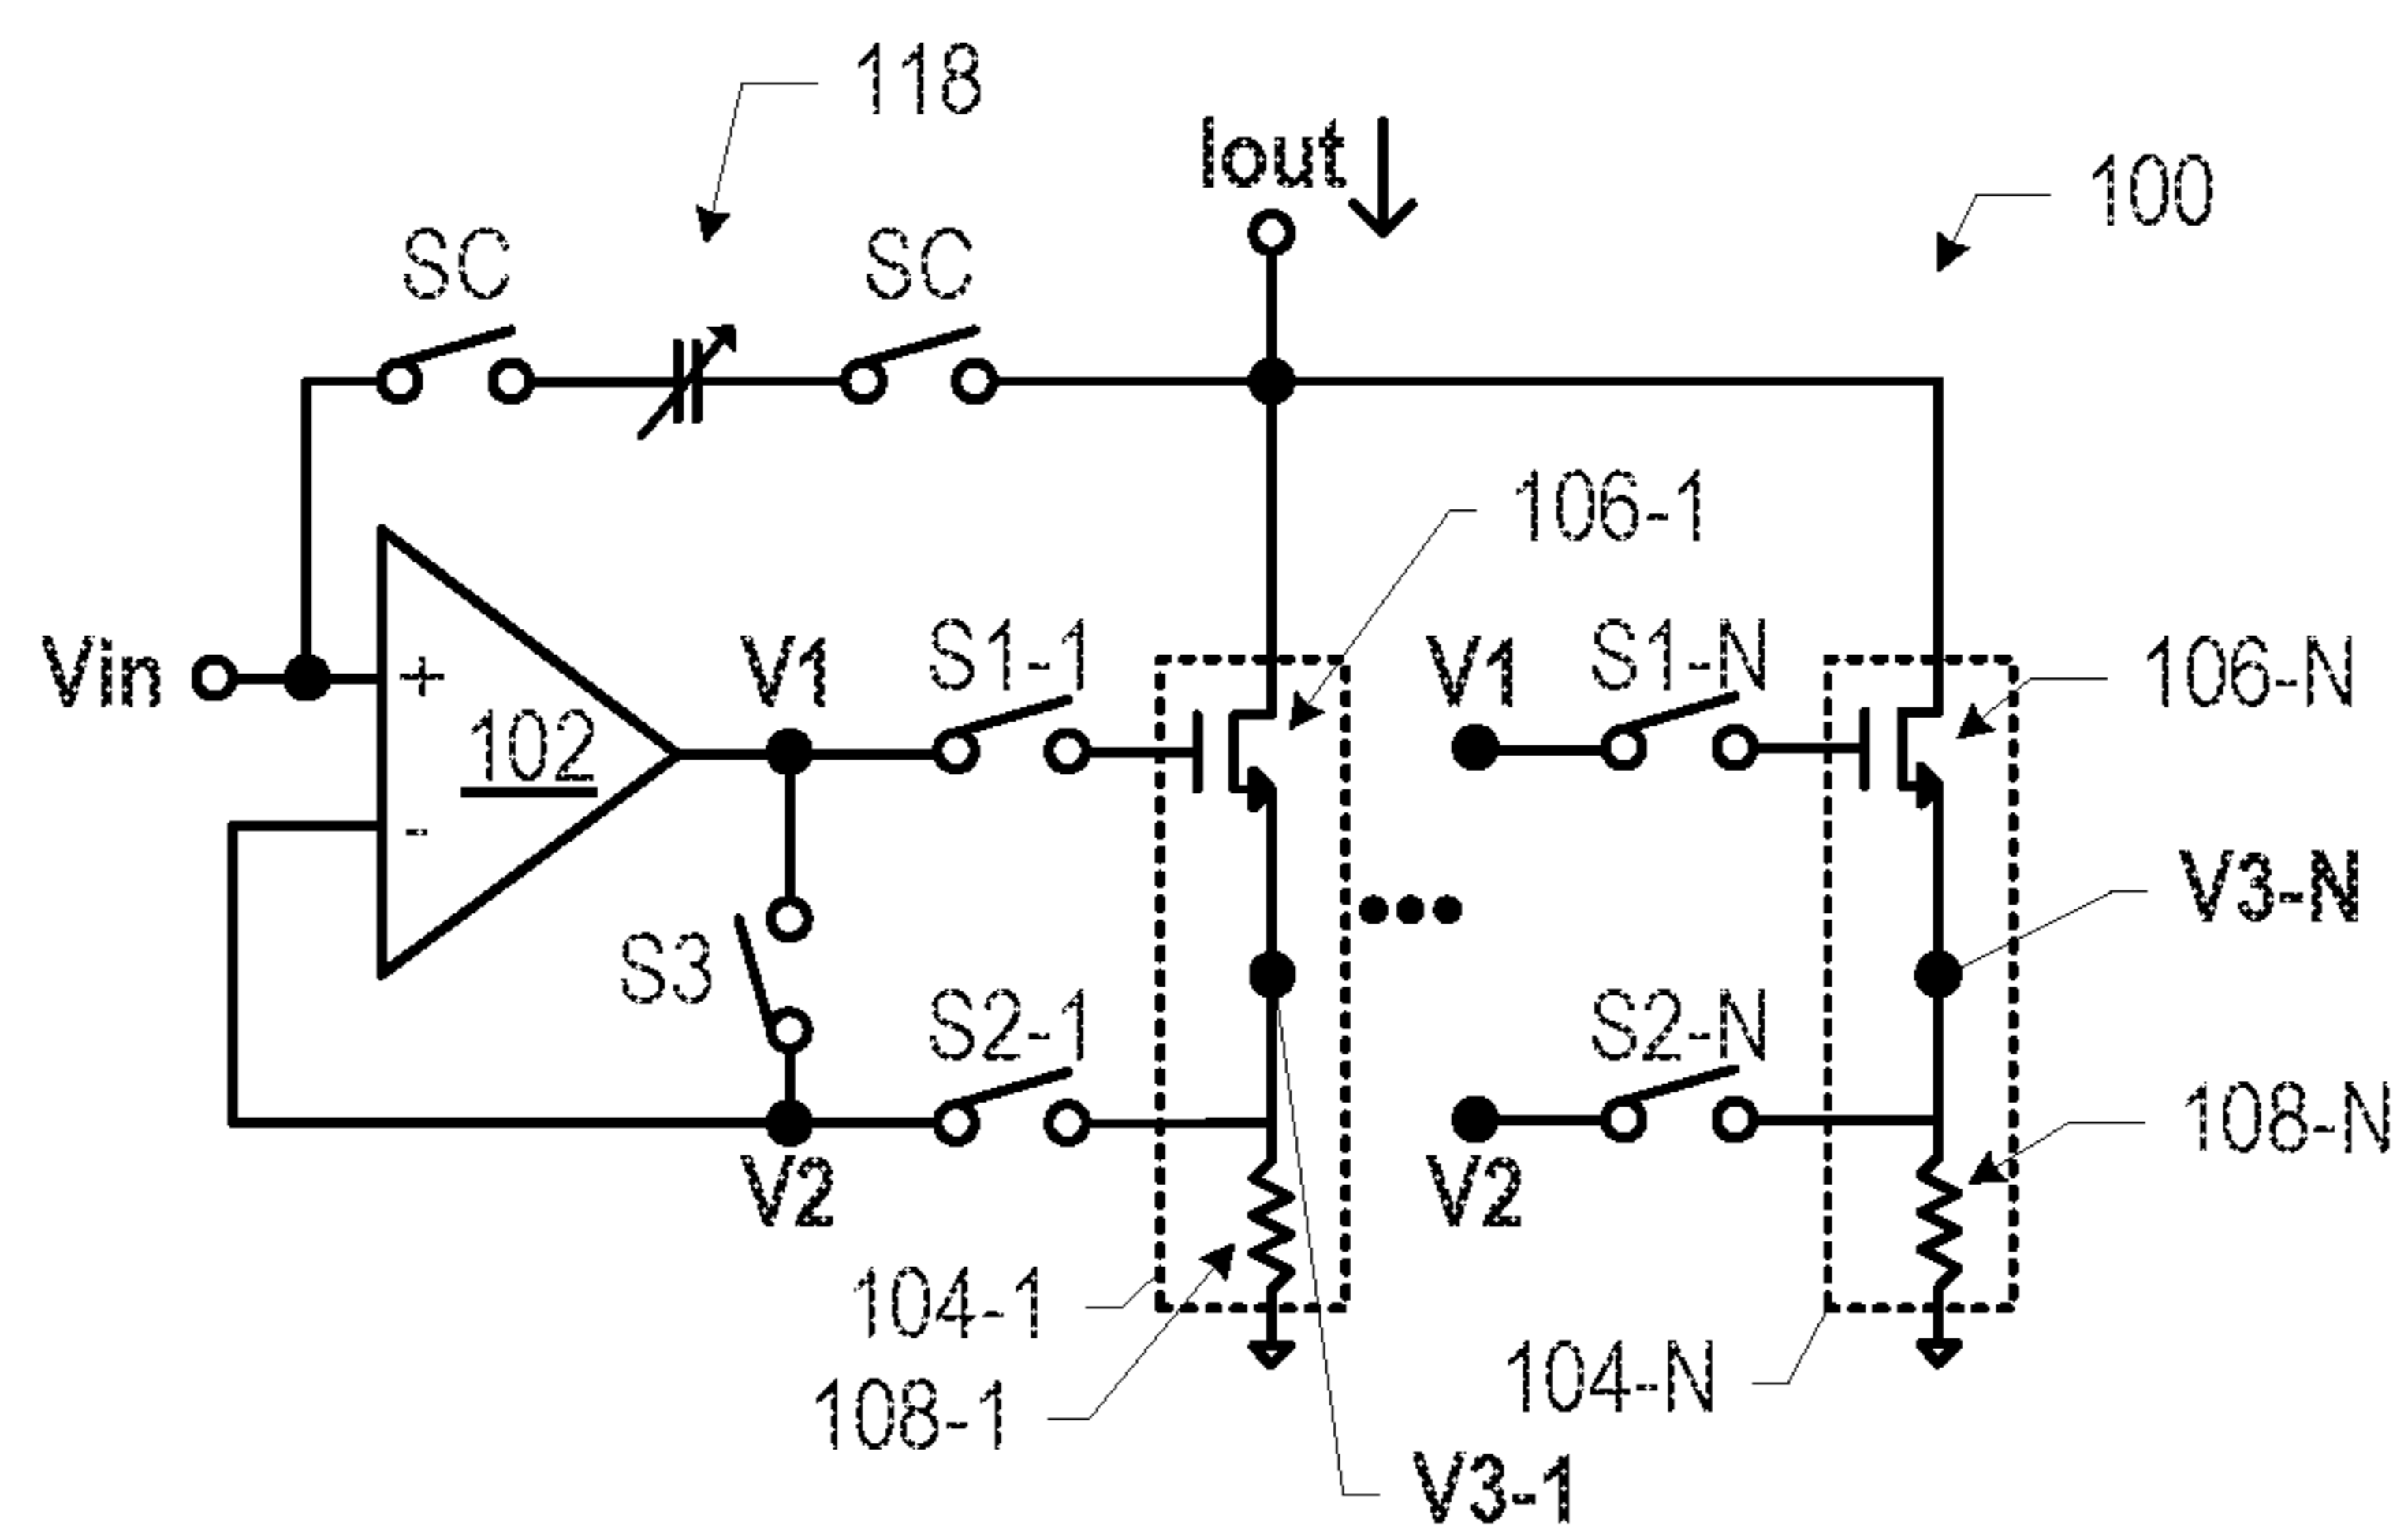 118
Iout
100
SC
SC
106-1
Vin
+
102
-
V1
S1-1
V1
S1-N
106-N
V3-N
S3
S2-1
S2-N
108-N
V2
V2
104-1
104-N
108-1
V3-1